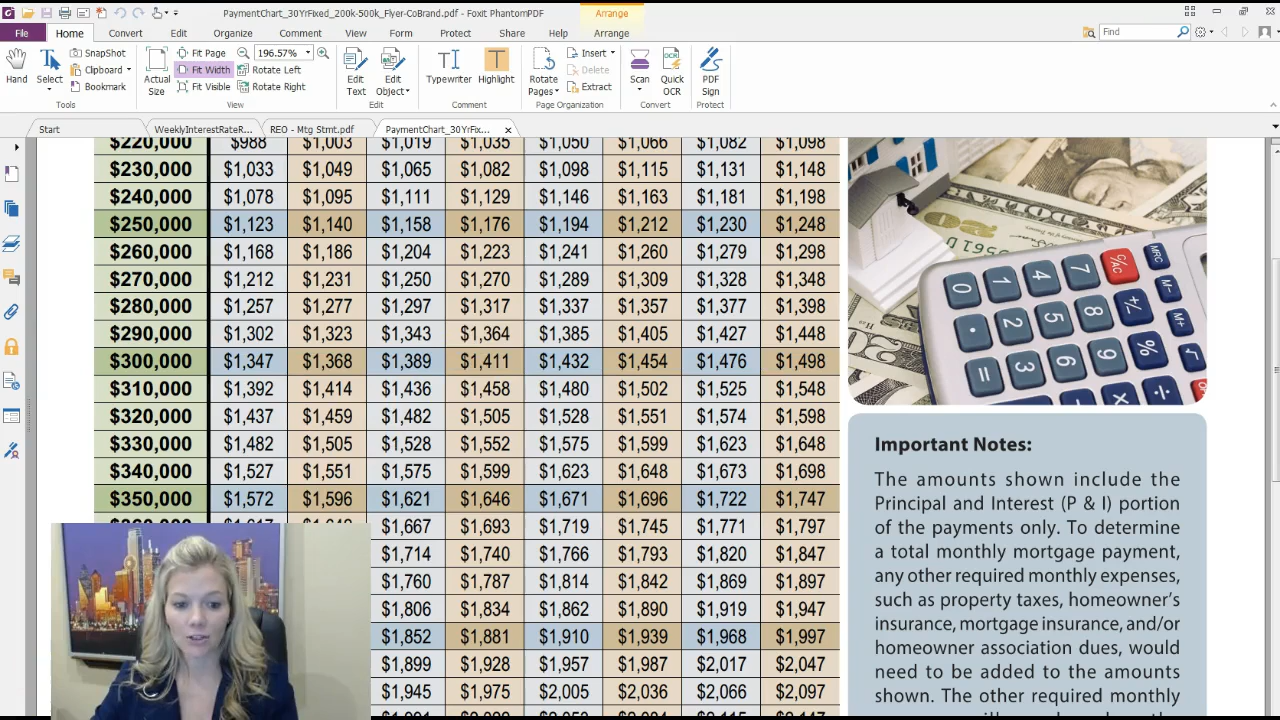 PaymentChart_30YrFixed_200k-500k_Flyer-CoBrand.pdf - Foxit PhantomPDF
Arrange
File Home Convert Edit Organize Comment View Form Protect Share Help Arrange Find
Hand
Select
SnapShot
Clipboard
Bookmark
Tools
Actual Size
Fit Page
Fit Width
Fit Visible
196.57%
Rotate Left
Rotate Right
View
Edit Text
Edit Object
Edit
Typewriter
Highlight
Comment
Rotate Pages
Insert
Delete
Extract
Page Organization
Scan
Quick OCR
Convert
PDF Sign
Protect
Start WeeklyInterestRateR... REO - Mtg Stmt.pdf PaymentChart_30YrFix...
$220,000 $988 $1,003 $1,019 $1,035 $1,050 $1,066 $1,082 $1,098
$230,000 $1,033 $1,049 $1,065 $1,082 $1,098 $1,115 $1,131 $1,148
$240,000 $1,078 $1,095 $1,111 $1,129 $1,146 $1,163 $1,181 $1,198
$250,000 $1,123 $1,140 $1,158 $1,176 $1,194 $1,212 $1,230 $1,248
$260,000 $1,168 $1,186 $1,204 $1,223 $1,241 $1,260 $1,279 $1,298
$270,000 $1,212 $1,231 $1,250 $1,270 $1,289 $1,309 $1,328 $1,348
$280,000 $1,257 $1,277 $1,297 $1,317 $1,337 $1,357 $1,377 $1,398
$290,000 $1,302 $1,323 $1,343 $1,364 $1,385 $1,405 $1,427 $1,448
$300,000 $1,347 $1,368 $1,389 $1,411 $1,432 $1,454 $1,476 $1,498
$310,000 $1,392 $1,414 $1,436 $1,458 $1,480 $1,502 $1,525 $1,548
$320,000 $1,437 $1,459 $1,482 $1,505 $1,528 $1,551 $1,574 $1,598
$330,000 $1,482 $1,505 $1,528 $1,552 $1,575 $1,599 $1,623 $1,648
$340,000 $1,527 $1,551 $1,575 $1,599 $1,623 $1,648 $1,673 $1,698
$350,000 $1,572 $1,596 $1,621 $1,646 $1,671 $1,696 $1,722 $1,747
$1,667 $1,693 $1,719 $1,745 $1,771 $1,797
$1,714 $1,740 $1,766 $1,793 $1,820 $1,847
$1,760 $1,787 $1,814 $1,842 $1,869 $1,897
$1,806 $1,834 $1,862 $1,890 $1,919 $1,947
$1,852 $1,881 $1,910 $1,939 $1,968 $1,997
$1,899 $1,928 $1,957 $1,987 $2,017 $2,047
$1,945 $1,975 $2,005 $2,036 $2,066 $2,097
0 1 4 7 C/AC MRC
. 2 5 8 +/- M-
= 3 6 9 % M+
× ÷ √
20
Important Notes:
The amounts shown include the
Principal and Interest (P & I) portion
of the payments only. To determine
a total monthly mortgage payment,
any other required monthly expenses,
such as property taxes, homeowner's
insurance, mortgage insurance, and/or
homeowner association dues, would
need to be added to the amounts
shown. The other required monthly